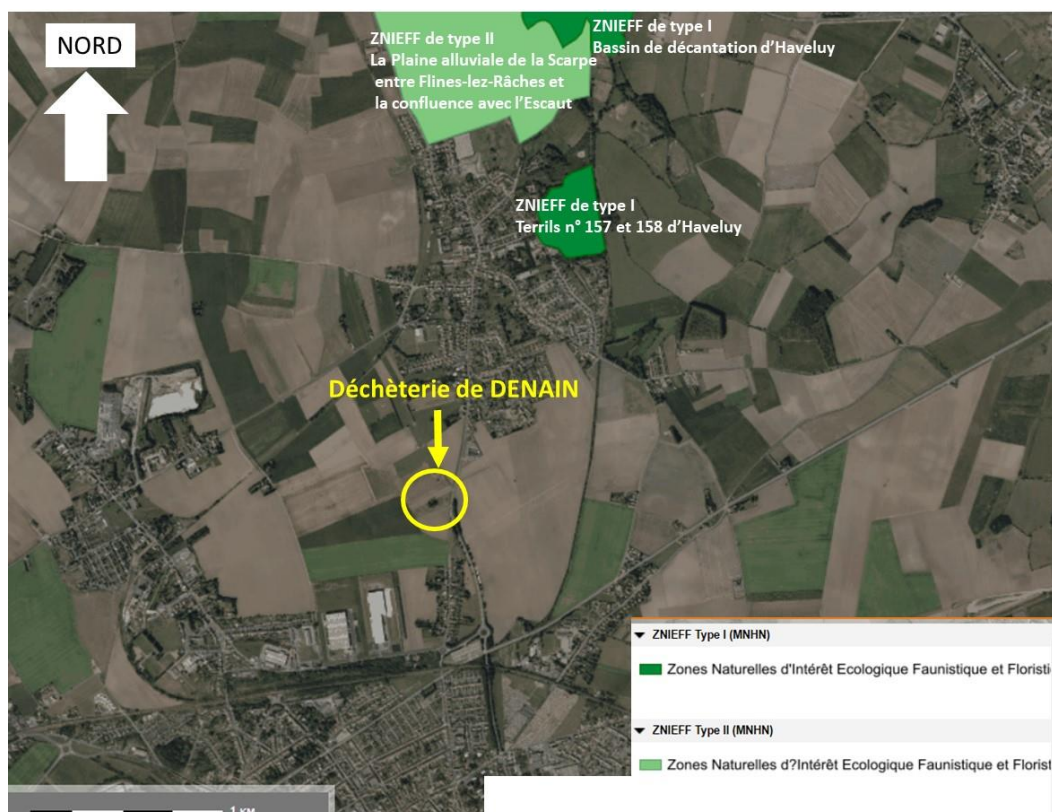 NORD
ZNIEFF de type II
La Plaine alluviale de la Scarpe
entre Flines-lez-Râches et
la confluence avec l'Escaut
ZNIEFF de type I
Bassin de décantation d'Haveluy
ZNIEFF de type I
Terrils n° 157 et 158 d'Haveluy
Déchèterie de DENAIN
ZNIEFF Type I (MNHN)
Zones Naturelles d'Intérêt Ecologique Faunistique et Floristi
ZNIEFF Type II (MNHN)
Zones Naturelles d?Intérêt Ecologique Faunistique et Florist
1 KM